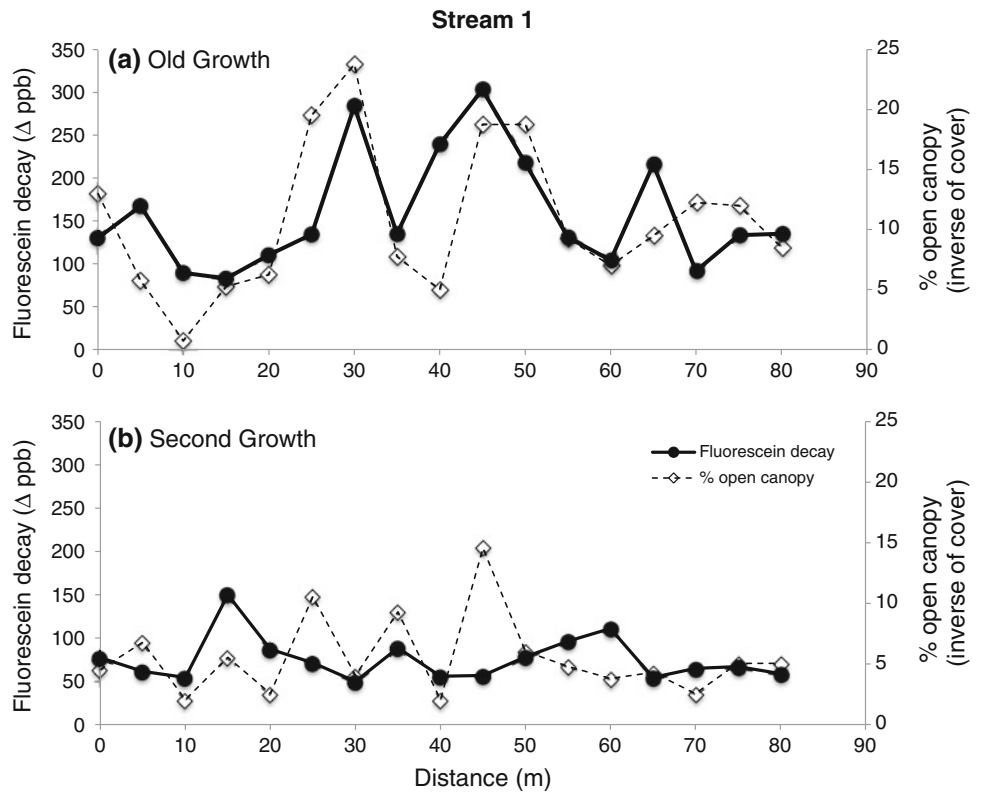 Stream 1
(a) Old Growth
Fluorescein decay (Δ ppb)
350
300
250
200
150
100
50
0
0 10 20 30 40 50 60 70 80 90
25
20
15
10
5
0
% open canopy
(inverse of cover)
(b) Second Growth
Fluorescein decay (Δ ppb)
350
300
250
200
150
100
50
0
Fluorescein decay
% open canopy
25
20
15
10
5
0
% open canopy
(inverse of cover)
0 10 20 30 40 50 60 70 80 90
Distance (m)